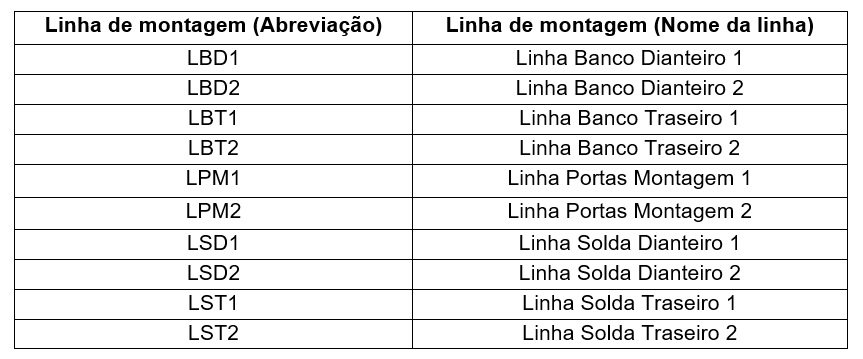 Linha de montagem (Abreviação) Linha de montagem (Nome da linha)
LBD1 Linha Banco Dianteiro 1
LBD2 Linha Banco Dianteiro 2
LBT1 Linha Banco Traseiro 1
LBT2 Linha Banco Traseiro 2
LPM1 Linha Portas Montagem 1
LPM2 Linha Portas Montagem 2
LSD1 Linha Solda Dianteiro 1
LSD2 Linha Solda Dianteiro 2
LST1 Linha Solda Traseiro 1
LST2 Linha Solda Traseiro 2